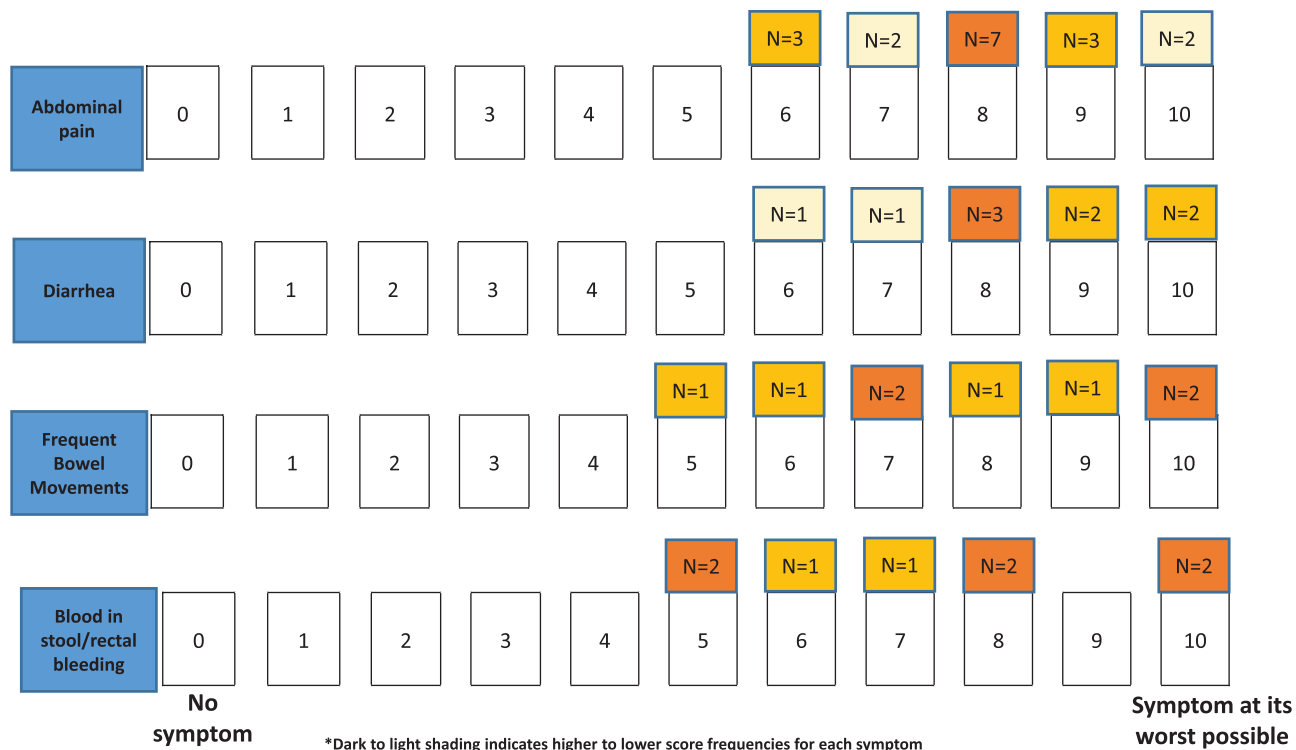 N=3 N=2 N=7 N=3 N=2
Abdominal
pain
0 1 2 3 4 5 6 7 8 9 10
N=1 N=1 N=3 N=2 N=2
Diarrhea
0 1 2 3 4 5 6 7 8 9 10
N=1 N=1 N=2 N=1 N=1 N=2
Frequent
Bowel
Movements
0 1 2 3 4 5 6 7 8 9 10
N=2 N=1 N=1 N=2 N=2
Blood in
stool/rectal
bleeding
0 1 2 3 4 5 6 7 8 9 10
No
symptom
Symptom at its
worst possible
*Dark to light shading indicates higher to lower score frequencies for each symptom